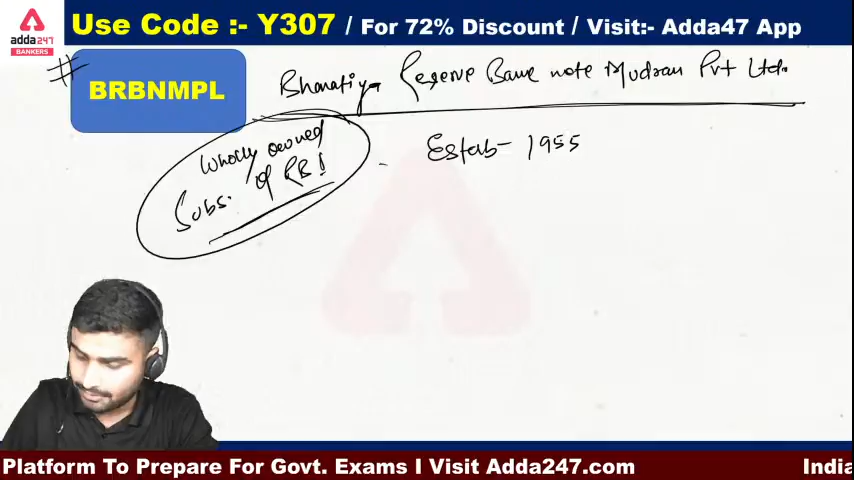 Use Code :- Y307 / For 72% Discount / Visit:- Adda47 App
adda247
BANKERS
# BRBNMPL
Bharatiya Reserve Bank note Mudran Pvt Ltd.
Wholly owned
Subs. of RBI
Estab - 1955
Platform To Prepare For Govt. Exams I Visit Adda247.com
India